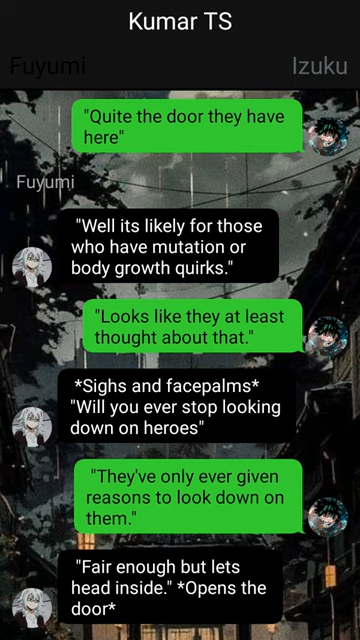 Kumar TS
Fuyumi
Izuku
"Quite the door they have
here"
Fuyumi
"Well its likely for those
who have mutation or
body growth quirks."
"Looks like they at least
thought about that."
*Sighs and facepalms*
"Will you ever stop looking
down on heroes"
"They've only ever given
reasons to look down on
them."
"Fair enough but lets
head inside." *Opens the
door*